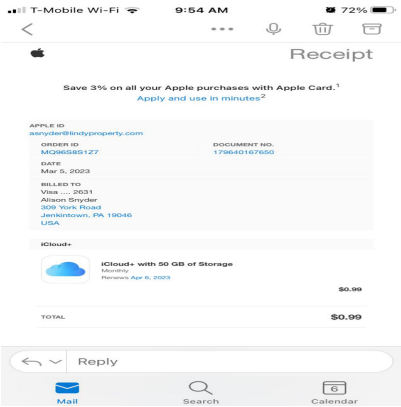 T-Mobile Wi-Fi 9:54 AM 72%
Receipt
Save 3% on all your Apple purchases with Apple Card.1
Apply and use in minutes2
APPLE ID
asnyder@lindyproperty.com
ORDER ID DOCUMENT NO.
MQ96S8S1Z7 179640167650
DATE
Mar 5, 2023
BILLED TO
Visa .... 2631
Alison Snyder
309 York Road
Jenkintown, PA 19046
USA
iCloud+
iCloud+ with 50 GB of Storage
Monthly
Renews Apr 6, 2023
$0.99
TOTAL $0.99
Reply
6
Mail Search Calendar